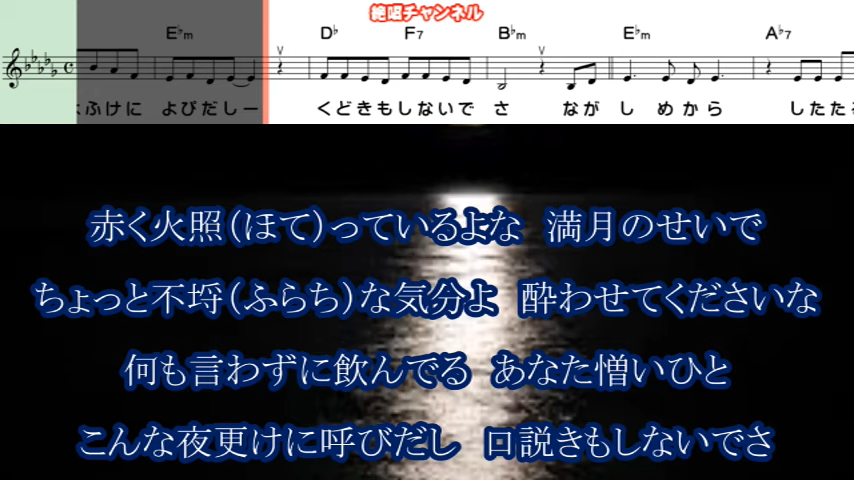 絶唱チャンネル
E♭m D♭ F7 B♭m E♭m A♭7
ふけに よびだしー くどきもしないで さ なが し めから したた
赤く火照(ほて)っているよな 満月のせいで
ちょっと不埒(ふらち)な気分よ 酔わせてくださいな
何も言わずに飲んでる あなた憎いひと
こんな夜更けに呼びだし 口説きもしないでさ